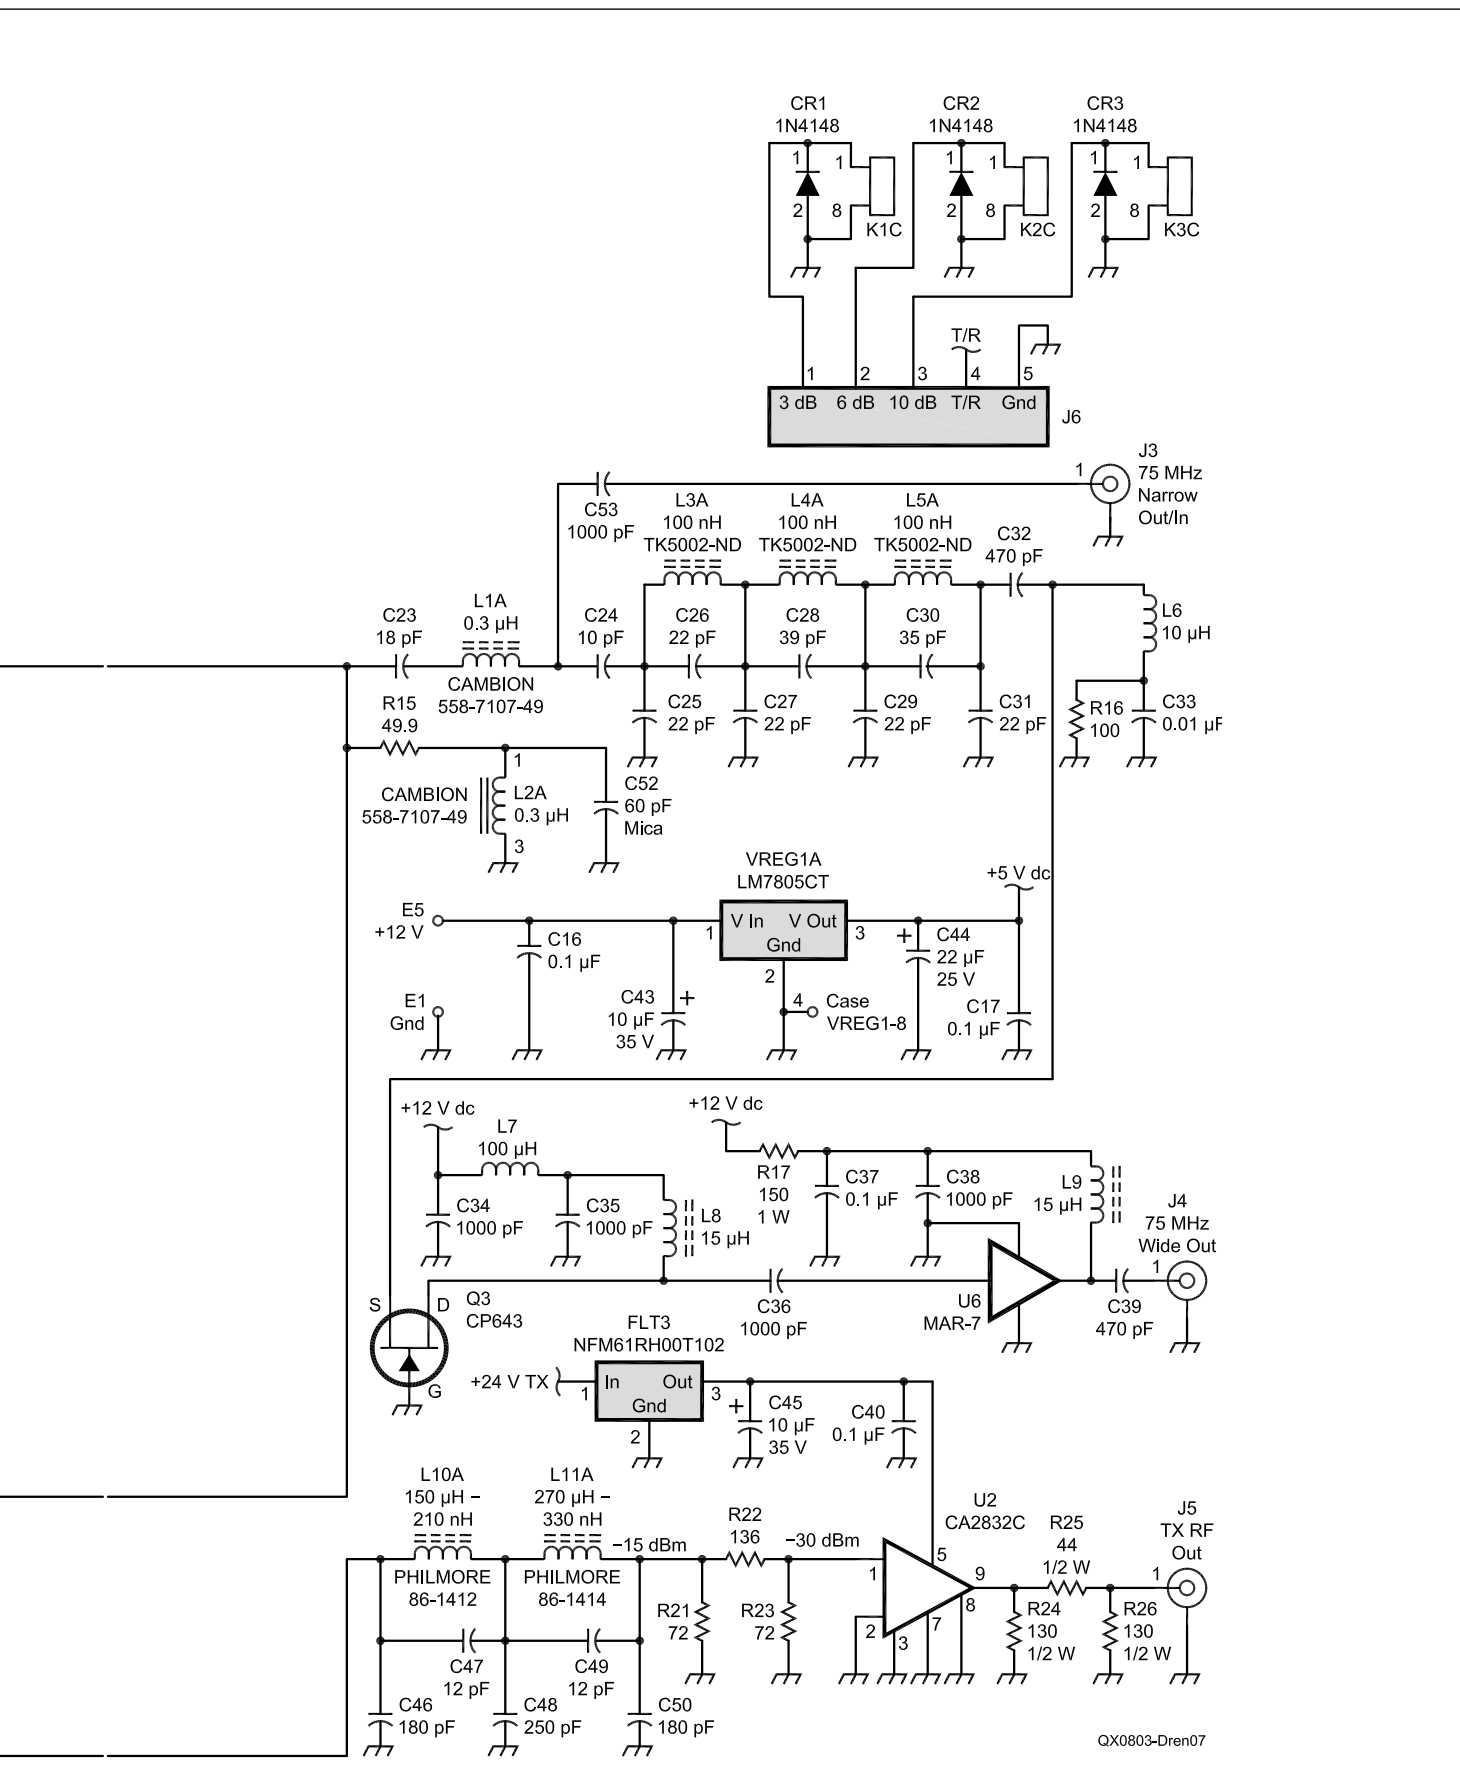 CR1
1N4148
CR2
1N4148
CR3
1N4148
1
2
1
8
K1C
1
2
1
8
K2C
1
2
1
8
K3C
T/R
1
2
3
4
5
3 dB
6 dB
10 dB
T/R
Gnd
J6
J3
75 MHz
Narrow
Out/In
1
C53
1000 pF
L3A
100 nH
TK5002-ND
L4A
100 nH
TK5002-ND
L5A
100 nH
TK5002-ND
C32
470 pF
C23
18 pF
L1A
0.3 µH
CAMBION
558-7107-49
C24
10 pF
C26
22 pF
C28
39 pF
C30
35 pF
L6
10 µH
R15
49.9
C25
22 pF
C27
22 pF
C29
22 pF
C31
22 pF
R16
100
C33
0.01 µF
CAMBION
558-7107-49
1
L2A
0.3 µH
3
C52
60 pF
Mica
VREG1A
LM7805CT
+5 V dc
E5
+12 V
1
V In
V Out
Gnd
3
2
C16
0.1 µF
C44
22 µF
25 V
+
E1
Gnd
C43
10 µF
35 V
+
4
Case
VREG1-8
C17
0.1 µF
+12 V dc
L7
100 µH
+12 V dc
R17
150
1 W
C37
0.1 µF
C38
1000 pF
L9
15 µH
C34
1000 pF
C35
1000 pF
L8
15 µH
J4
75 MHz
Wide Out
1
S
D
G
Q3
CP643
C36
1000 pF
U6
MAR-7
C39
470 pF
FLT3
NFM61RH00T102
+24 V TX
1
In
Out
Gnd
3
2
+
C45
10 µF
35 V
C40
0.1 µF
L10A
150 µH –
210 nH
PHILMORE
86-1412
L11A
270 µH –
330 nH
PHILMORE
86-1414
–15 dBm
R22
136
–30 dBm
U2
CA2832C
1
2
3
5
7
8
9
R25
44
1/2 W
J5
TX RF
Out
1
R21
72
R23
72
R24
130
1/2 W
R26
130
1/2 W
C47
12 pF
C49
12 pF
C46
180 pF
C48
250 pF
C50
180 pF
QX0803-Dren07